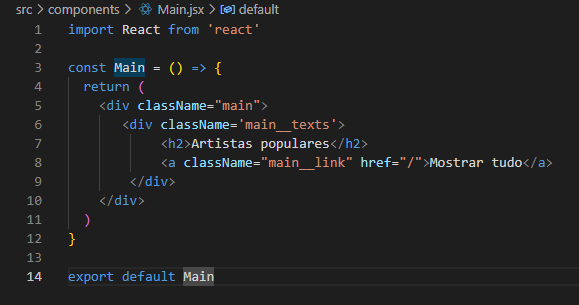 src > components > Main.jsx > default
1 import React from 'react'
2
3 const Main = () => {
4   return (
5     <div className="main">
6        <div className='main__texts'>
7             <h2>Artistas populares</h2>
8             <a className="main__link" href="/">Mostrar tudo</a>
9         </div>
10     </div>
11   )
12 }
13
14 export default Main